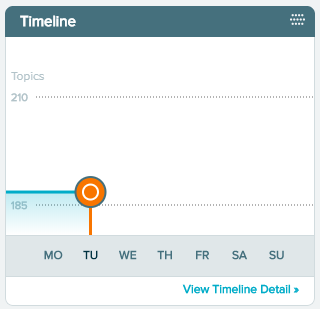 Timeline
Topics
210
185
MO TU WE TH FR SA SU
View Timeline Detail »